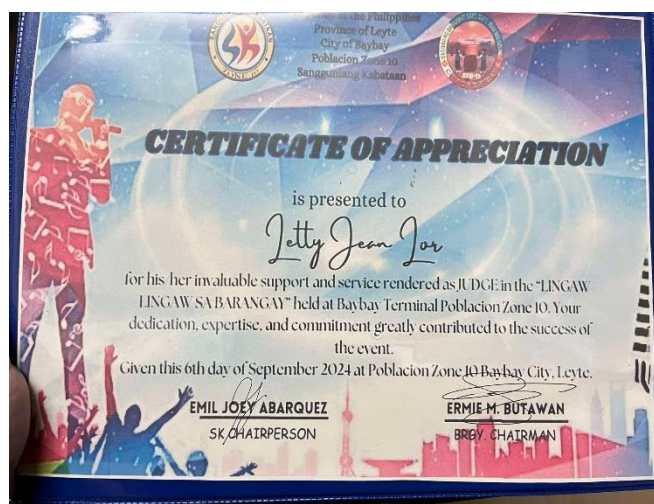 Republic of the Philippines
Province of Leyte
City of Baybay
Poblacion Zone 10
Sangguniang Kabataan
CERTIFICATE OF APPRECIATION
is presented to
Letty Jean Lor
for his/her invaluable support and service rendered as JUDGE in the "LINGAW
LINGAW SA BARANGAY" held at Baybay Terminal Poblacion Zone 10. Your
dedication, expertise, and commitment greatly contributed to the success of
the event.
Given this 6th day of September 2024 at Poblacion Zone 10 Baybay City, Leyte.
EMIL JOEY ABARQUEZ
SK CHAIRPERSON
ERMIE M. BUTAWAN
BRGY. CHAIRMAN